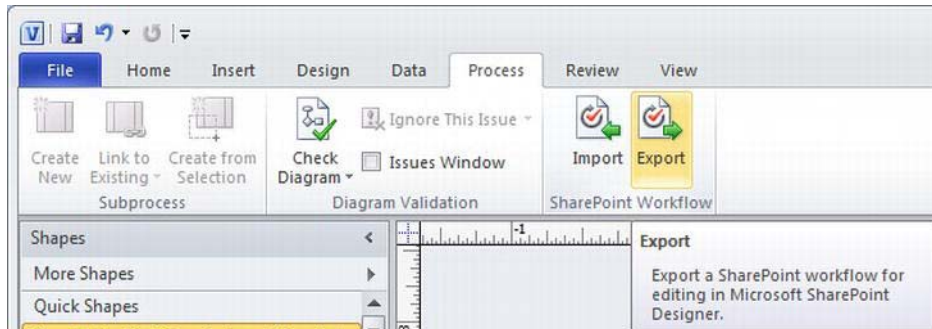 V
File Home Insert Design Data Process Review View
Create New
Link to Existing
Create from Selection
Subprocess
Check Diagram
Ignore This Issue
Issues Window
Diagram Validation
Import
Export
SharePoint Workflow
Shapes
More Shapes
Quick Shapes
-1
8
Export
Export a SharePoint workflow for
editing in Microsoft SharePoint
Designer.